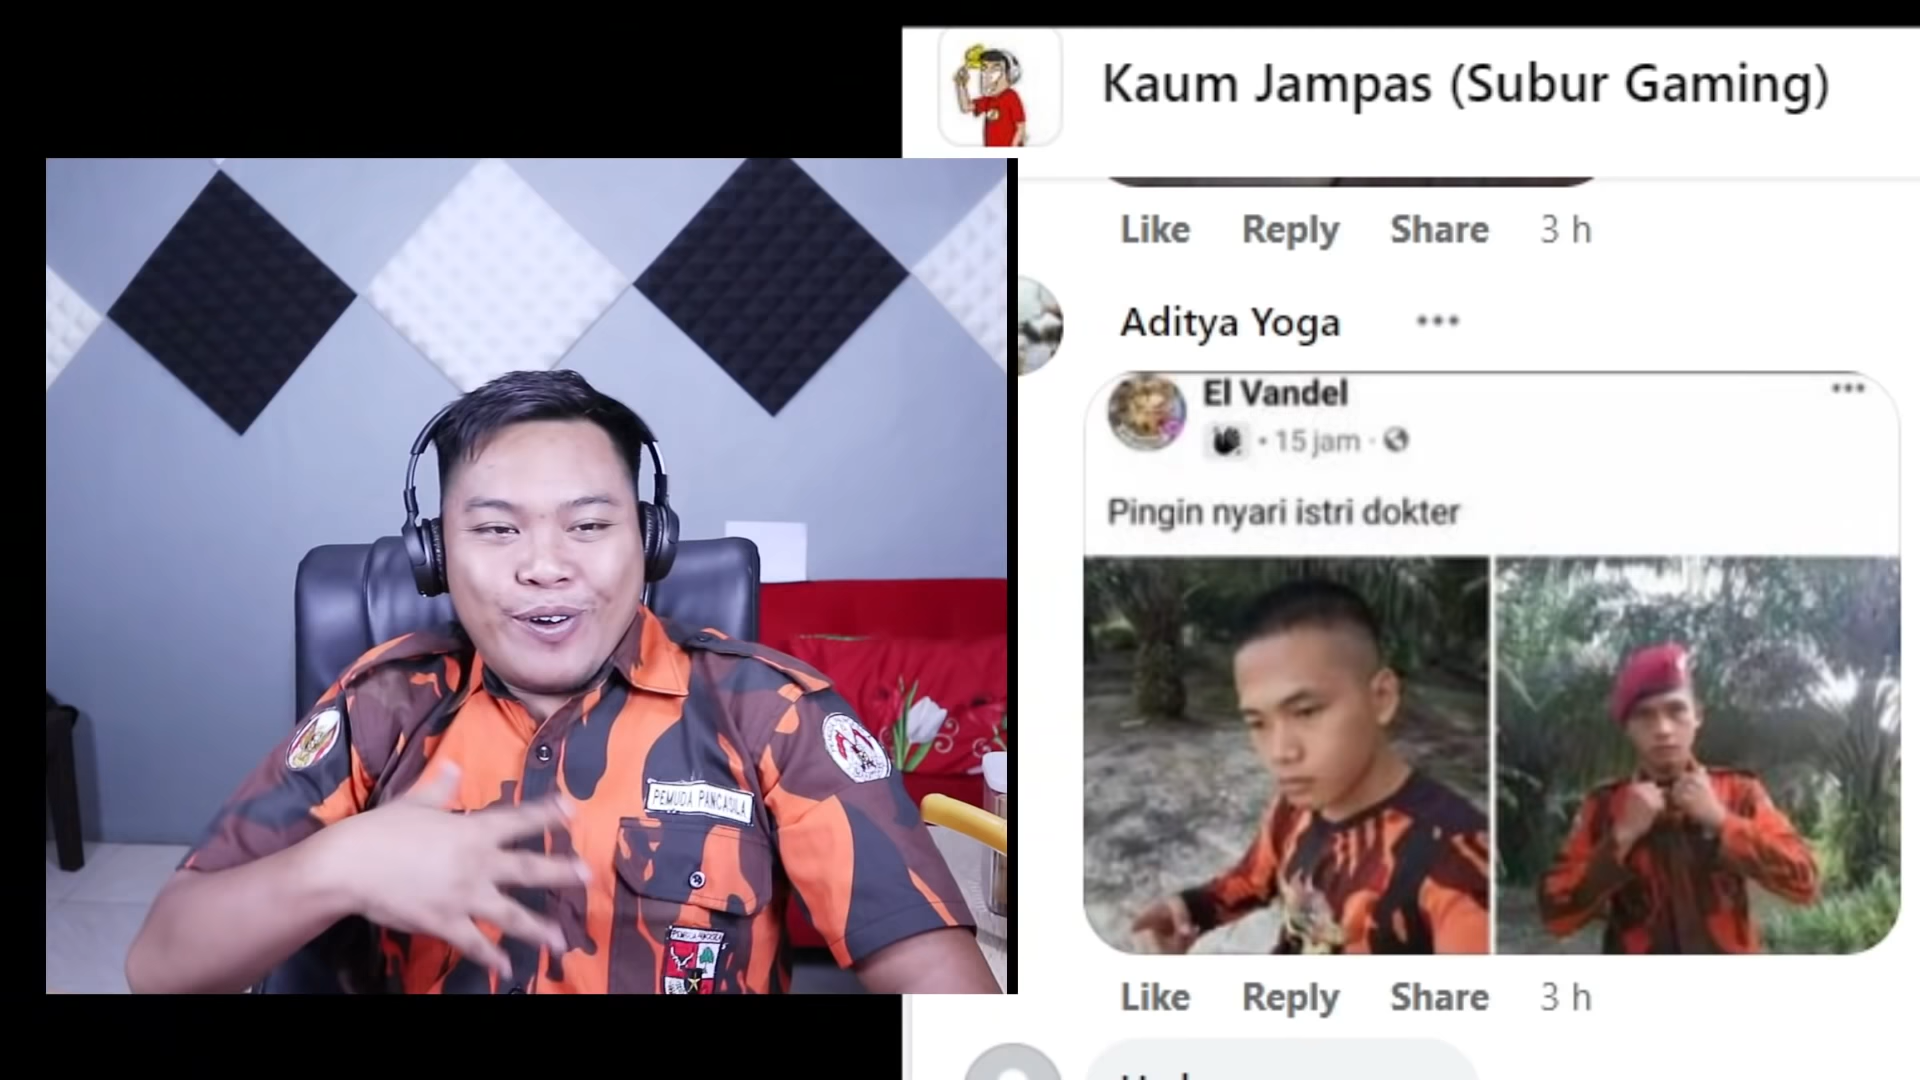 Kaum Jampas (Subur Gaming)
Like Reply Share 3 h
Aditya Yoga
El Vandel
15 jam
Pingin nyari istri dokter
PEMUDA PANCASILA
Like Reply Share 3 h